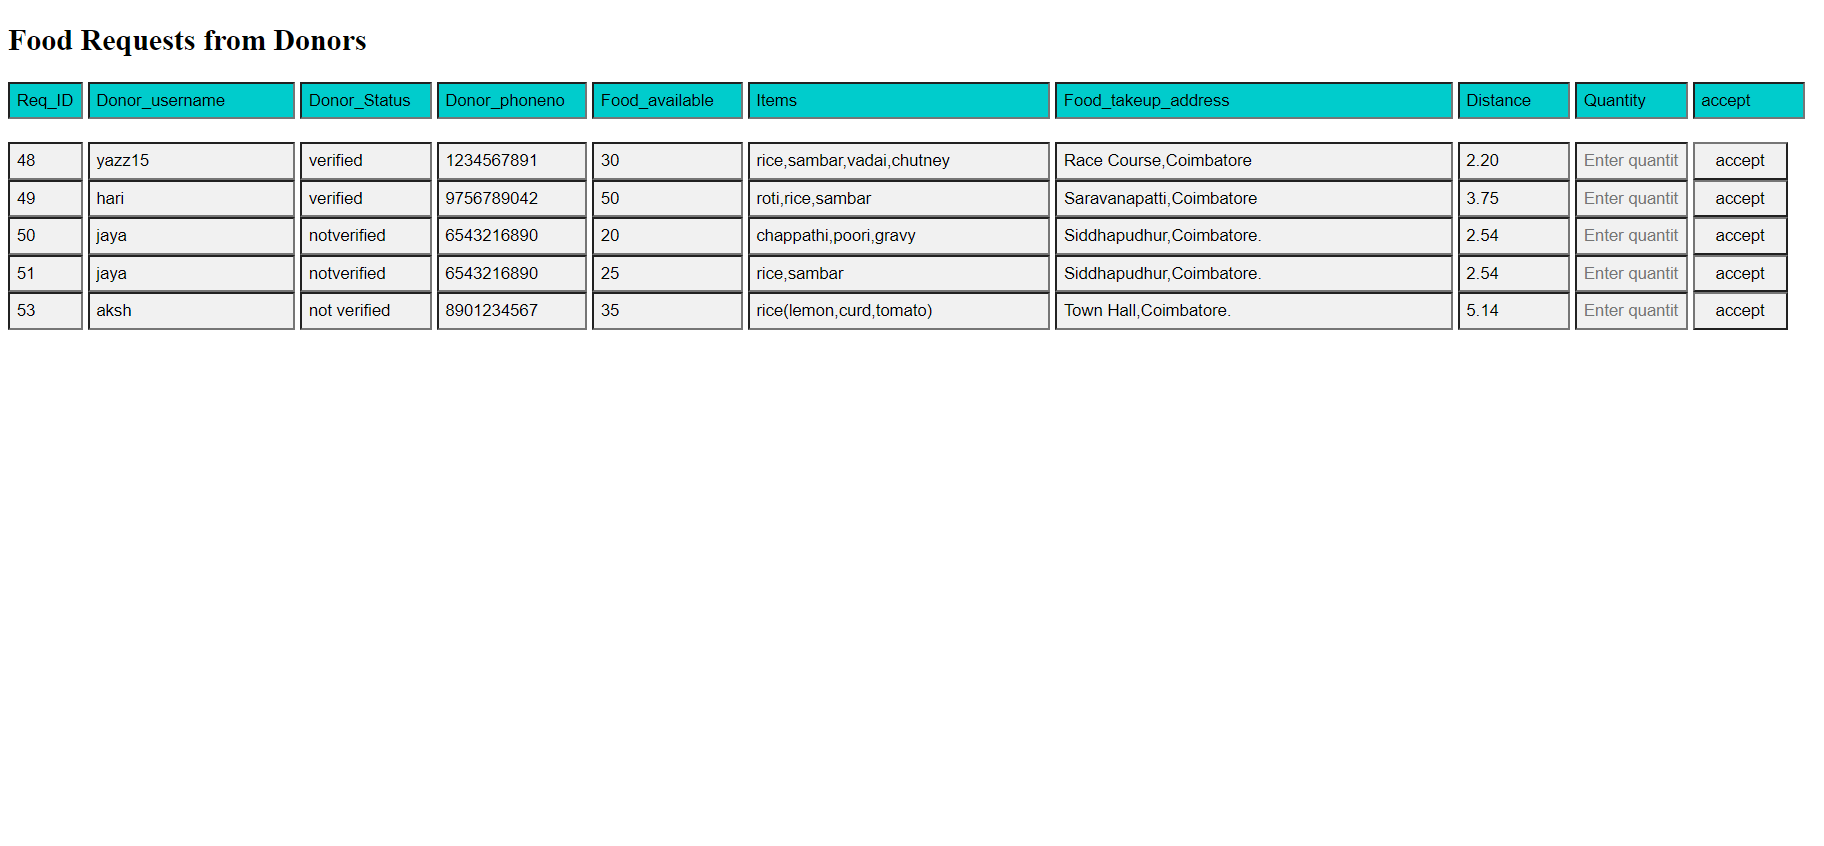 Food Requests from Donors
Req_ID Donor_username Donor_Status Donor_phoneno Food_available Items Food_takeup_address Distance Quantity accept
48 yazz15 verified 1234567891 30 rice,sambar,vadai,chutney Race Course,Coimbatore 2.20 Enter quantit accept
49 hari verified 9756789042 50 roti,rice,sambar Saravanapatti,Coimbatore 3.75 Enter quantit accept
50 jaya notverified 6543216890 20 chappathi,poori,gravy Siddhapudhur,Coimbatore. 2.54 Enter quantit accept
51 jaya notverified 6543216890 25 rice,sambar Siddhapudhur,Coimbatore. 2.54 Enter quantit accept
53 aksh not verified 8901234567 35 rice(lemon,curd,tomato) Town Hall,Coimbatore. 5.14 Enter quantit accept